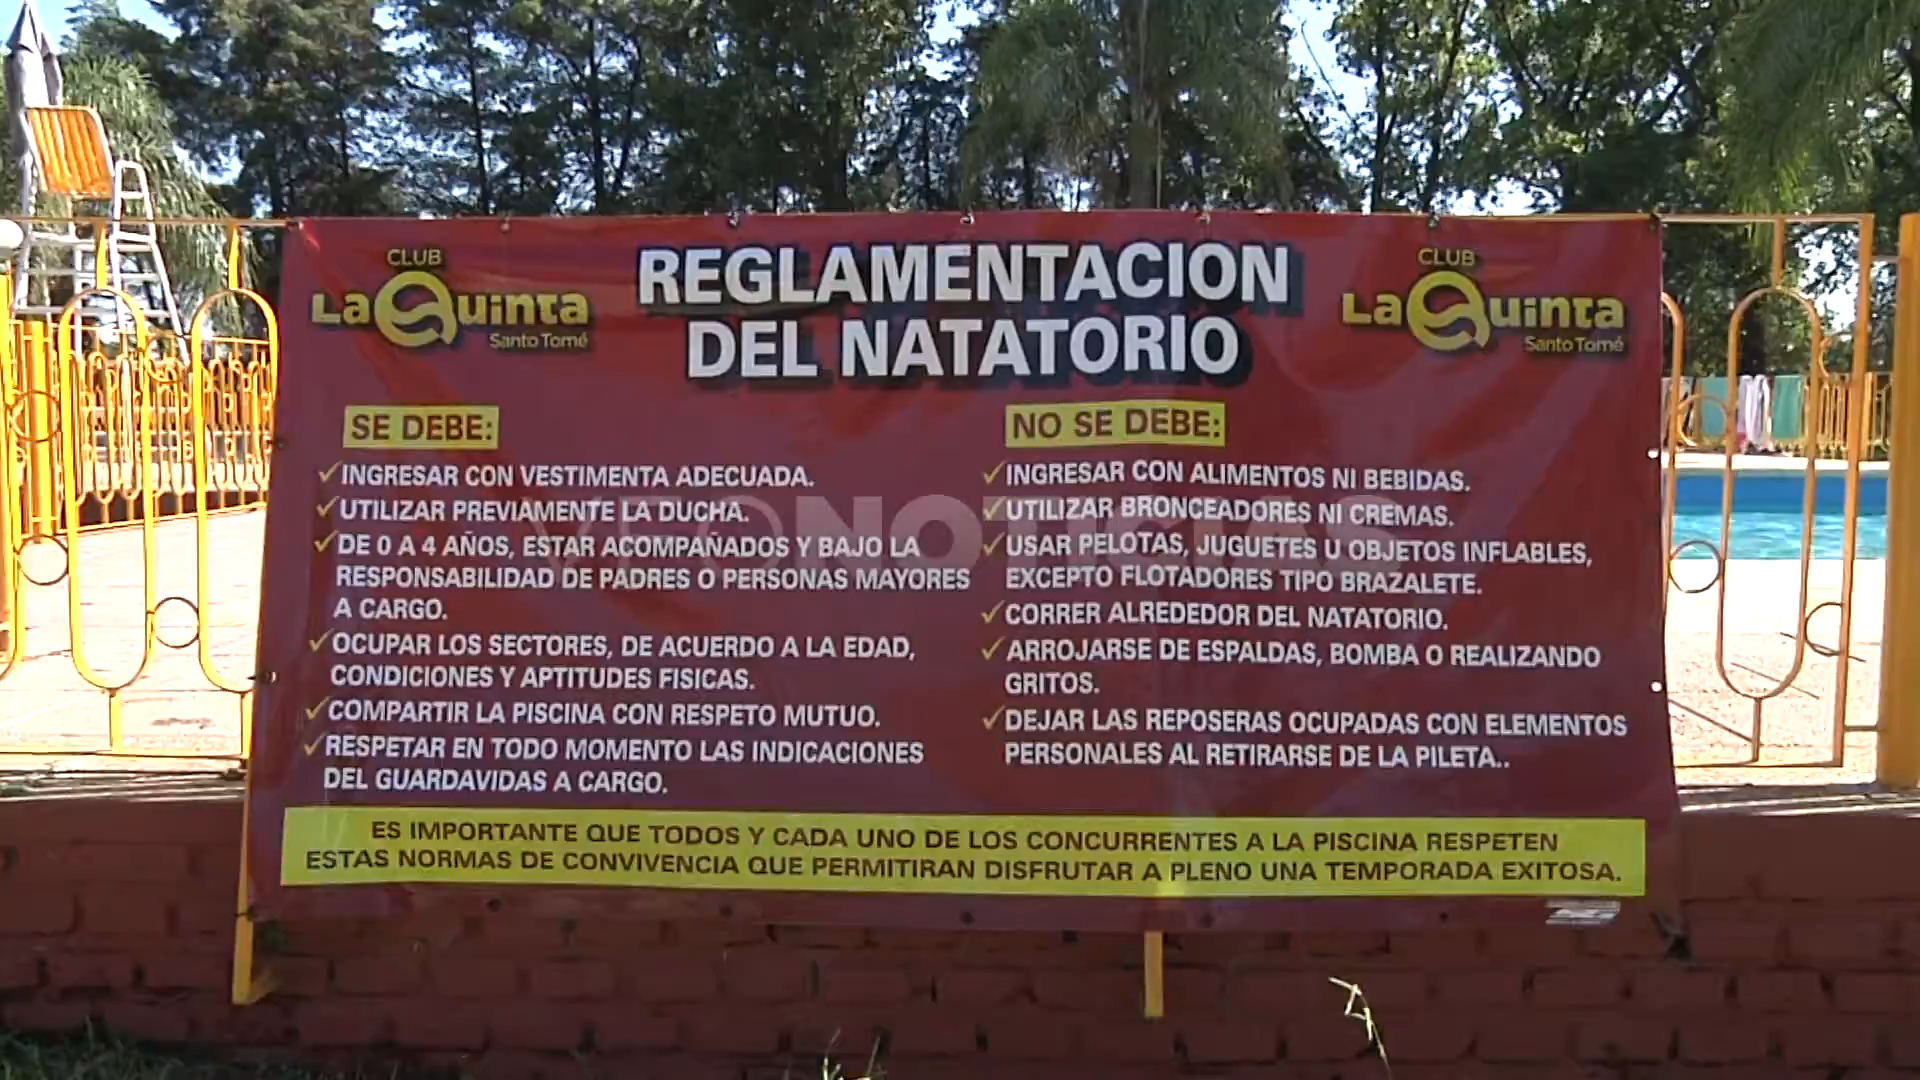 CLUB
LaQuinta
Santo Tomé
REGLAMENTACION
DEL NATATORIO
CLUB
LaQuinta
Santo Tomé
SE DEBE:
INGRESAR CON VESTIMENTA ADECUADA.
UTILIZAR PREVIAMENTE LA DUCHA.
DE 0 A 4 AÑOS, ESTAR ACOMPAÑADOS Y BAJO LA
RESPONSABILIDAD DE PADRES O PERSONAS MAYORES
A CARGO.
OCUPAR LOS SECTORES, DE ACUERDO A LA EDAD,
CONDICIONES Y APTITUDES FISICAS.
COMPARTIR LA PISCINA CON RESPETO MUTUO.
RESPETAR EN TODO MOMENTO LAS INDICACIONES
DEL GUARDAVIDAS A CARGO.
NO SE DEBE:
INGRESAR CON ALIMENTOS NI BEBIDAS.
UTILIZAR BRONCEADORES NI CREMAS.
USAR PELOTAS, JUGUETES U OBJETOS INFLABLES,
EXCEPTO FLOTADORES TIPO BRAZALETE.
CORRER ALREDEDOR DEL NATATORIO.
ARROJARSE DE ESPALDAS, BOMBA O REALIZANDO
GRITOS.
DEJAR LAS REPOSERAS OCUPADAS CON ELEMENTOS
PERSONALES AL RETIRARSE DE LA PILETA..
ES IMPORTANTE QUE TODOS Y CADA UNO DE LOS CONCURRENTES A LA PISCINA RESPETEN
ESTAS NORMAS DE CONVIVENCIA QUE PERMITIRAN DISFRUTAR A PLENO UNA TEMPORADA EXITOSA.
VEONOTICIAS